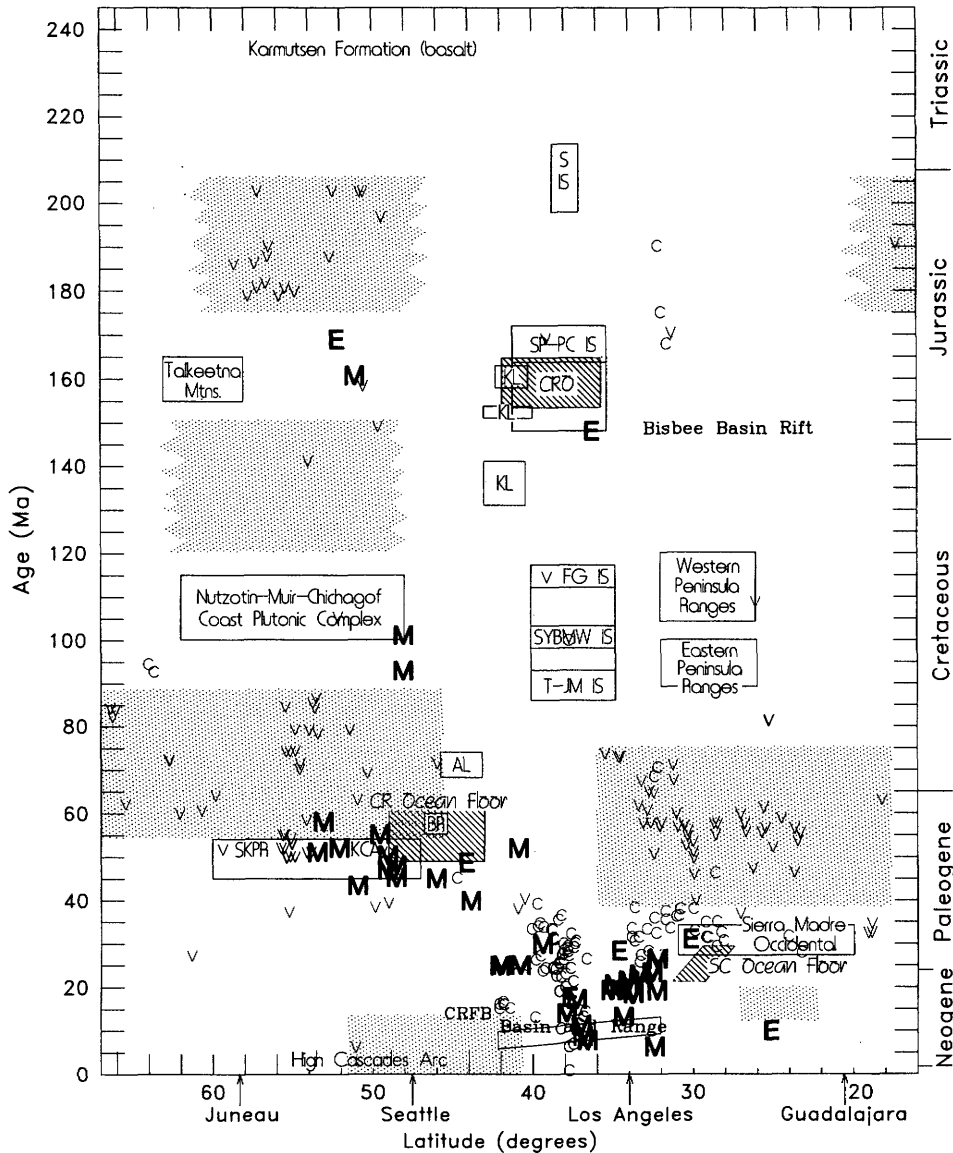 240
220
200
180
160
140
120
100
80
60
40
20
0
Age (Ma)
Karmutsen Formation (basalt)
S
IS
Talkeetna
Mtns.
SP-PC IS
KL
CRO
KL
Bisbee Basin Rift
KL
Nutzotin-Muir-Chichagof
Coast Plutonic Complex
V FG IS
SYBMW IS
T-JM IS
Western
Peninsula
Ranges
Eastern
Peninsula
Ranges
AL
CR Ocean Floor
BR
SKPR
KCA
Sierra Madre
Occidental
SC Ocean Floor
CRFB
Basin and Range
High Cascades Arc
60
50
40
30
20
Juneau
Seattle
Los Angeles
Guadalajara
Latitude (degrees)
Triassic
Jurassic
Cretaceous
Paleogene
Neogene